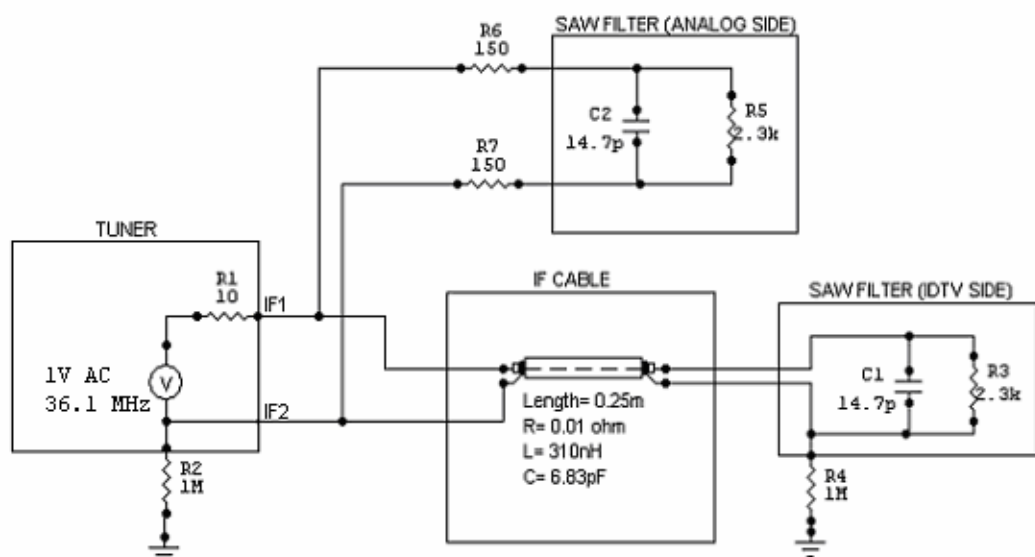 SAW FILTER (ANALOG SIDE)
R6
150
C2
14.7p
R5
2.3k
R7
150
TUNER
R1
10
IF1
1V AC
36.1 MHz
V
IF2
R2
1M
IF CABLE
Length= 0.25m
R= 0.01 ohm
L= 310nH
C= 6.83pF
SAW FILTER (IDTV SIDE)
C1
14.7p
R3
2.3k
R4
1M